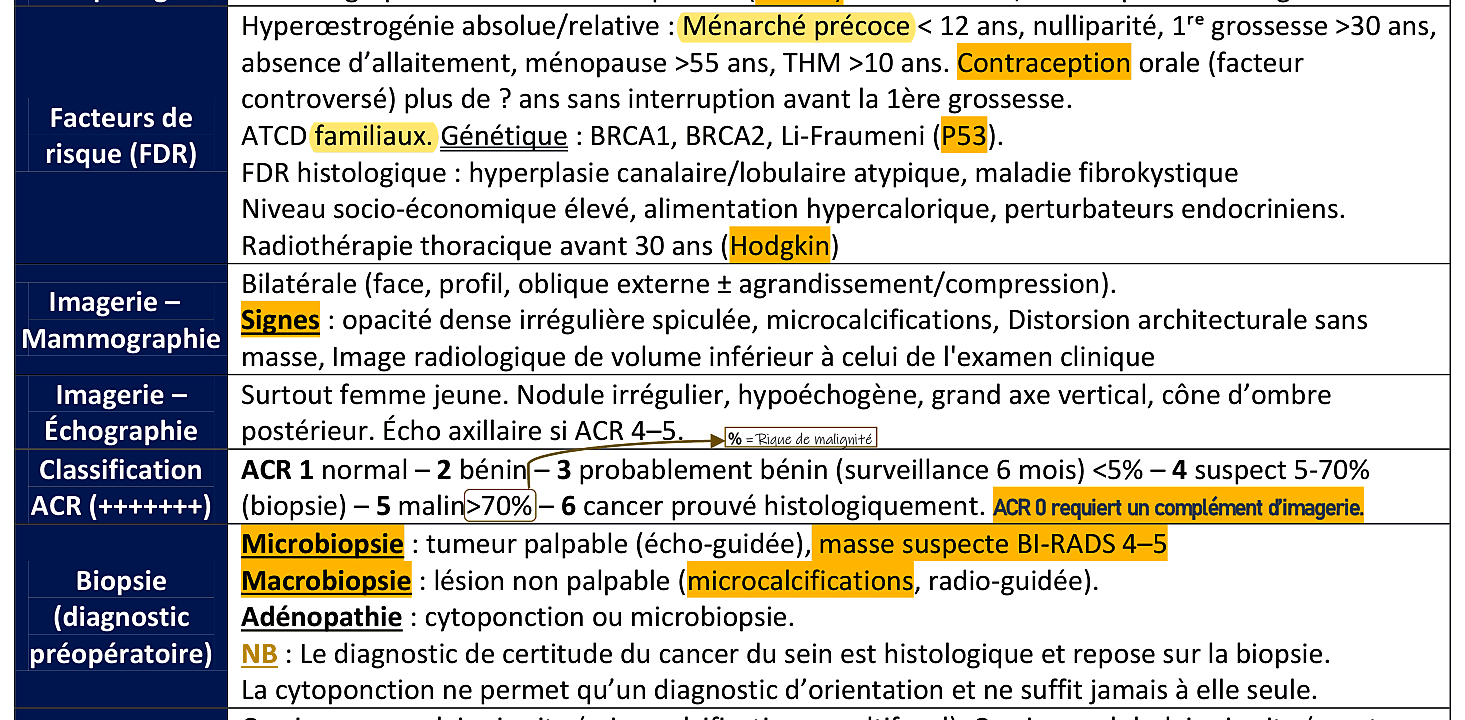 Hyperœstrogénie absolue/relative : Ménarché précoce < 12 ans, nulliparité, 1ʳᵉ grossesse >30 ans,
absence d’allaitement, ménopause >55 ans, THM >10 ans. Contraception orale (facteur
controversé) plus de ? ans sans interruption avant la 1ère grossesse.
Facteurs de
risque (FDR)
ATCD familiaux. Génétique : BRCA1, BRCA2, Li-Fraumeni (P53).
FDR histologique : hyperplasie canalaire/lobulaire atypique, maladie fibrokystique
Niveau socio-économique élevé, alimentation hypercalorique, perturbateurs endocriniens.
Radiothérapie thoracique avant 30 ans (Hodgkin)
Imagerie –
Mammographie
Bilatérale (face, profil, oblique externe ± agrandissement/compression).
Signes : opacité dense irrégulière spiculée, microcalcifications, Distorsion architecturale sans
masse, Image radiologique de volume inférieur à celui de l'examen clinique
Imagerie –
Échographie
Surtout femme jeune. Nodule irrégulier, hypoéchogène, grand axe vertical, cône d’ombre
postérieur. Écho axillaire si ACR 4–5.
% = Rique de malignité
Classification
ACR (+++++++)
ACR 1 normal – 2 bénin – 3 probablement bénin (surveillance 6 mois) <5% – 4 suspect 5-70%
(biopsie) – 5 malin >70% – 6 cancer prouvé histologiquement. ACR 0 requiert un complément d'imagerie.
Biopsie
(diagnostic
préopératoire)
Microbiopsie : tumeur palpable (écho-guidée), masse suspecte BI-RADS 4–5
Macrobiopsie : lésion non palpable (microcalcifications, radio-guidée).
Adénopathie : cytoponction ou microbiopsie.
NB : Le diagnostic de certitude du cancer du sein est histologique et repose sur la biopsie.
La cytoponction ne permet qu’un diagnostic d’orientation et ne suffit jamais à elle seule.